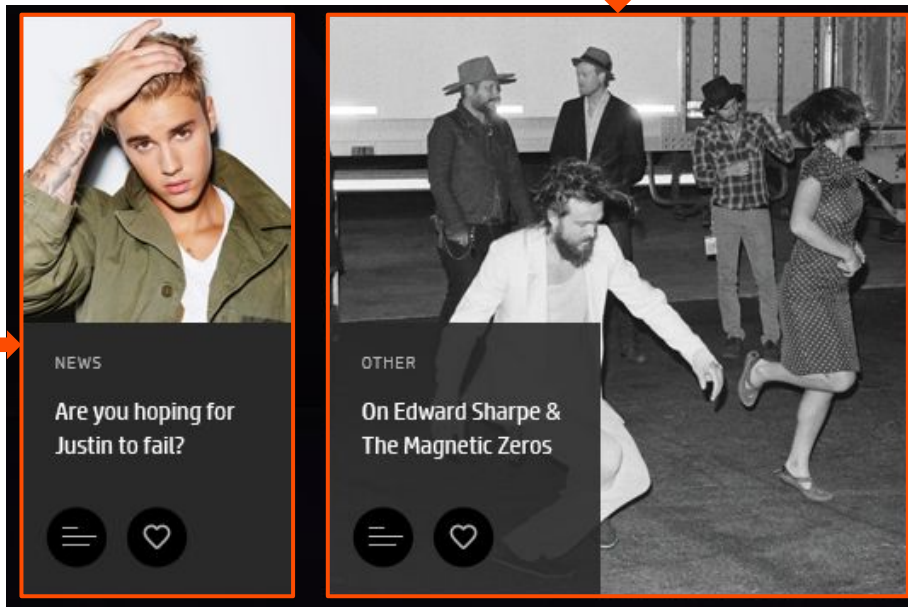 NEWS
Are you hoping for
Justin to fail?
OTHER
On Edward Sharpe &
The Magnetic Zeros